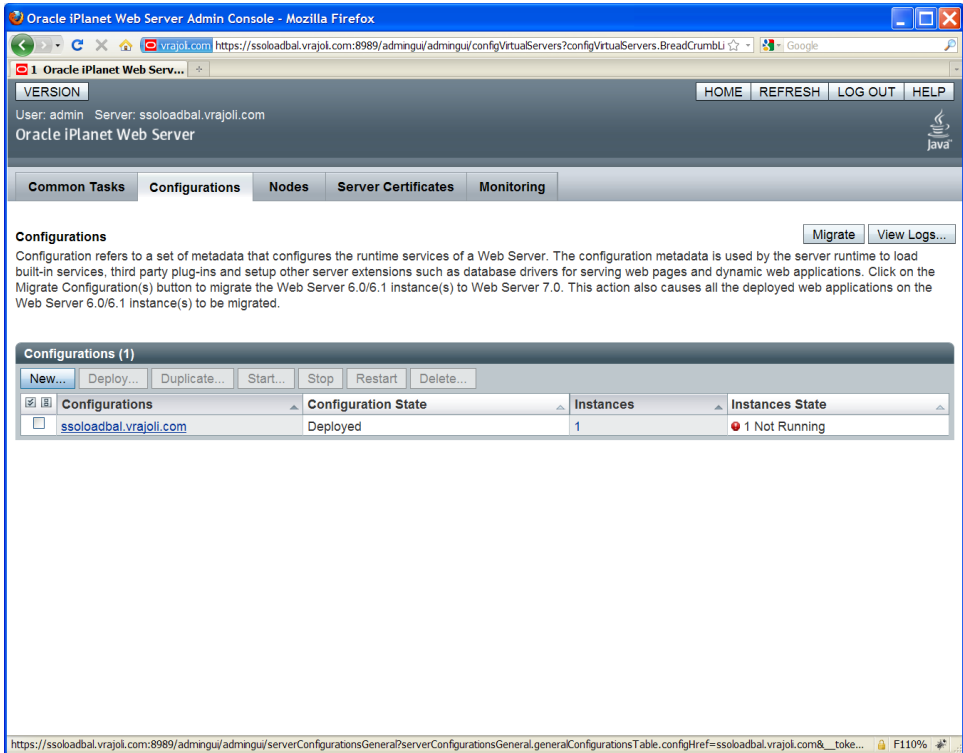 Oracle iPlanet Web Server Admin Console - Mozilla Firefox
vrajoli.com https://ssoloadbal.vrajoli.com:8989/admingui/admingui/configVirtualServers?configVirtualServers.BreadCrumbLi Google
1 Oracle iPlanet Web Serv...
VERSION HOME REFRESH LOG OUT HELP
User: admin Server: ssoloadbal.vrajoli.com
Oracle iPlanet Web Server
Java
Common Tasks Configurations Nodes Server Certificates Monitoring
Configurations Migrate View Logs...
Configuration refers to a set of metadata that configures the runtime services of a Web Server. The configuration metadata is used by the server runtime to load
built-in services, third party plug-ins and setup other server extensions such as database drivers for serving web pages and dynamic web applications. Click on the
Migrate Configuration(s) button to migrate the Web Server 6.0/6.1 instance(s) to Web Server 7.0. This action also causes all the deployed web applications on the
Web Server 6.0/6.1 instance(s) to be migrated.
Configurations (1)
New... Deploy... Duplicate... Start... Stop Restart Delete...
Configurations Configuration State Instances Instances State
ssoloadbal.vrajoli.com Deployed 1 1 Not Running
https://ssoloadbal.vrajoli.com:8989/admingui/admingui/serverConfigurationsGeneral?serverConfigurationsGeneral.generalConfigurationsTable.configHref=ssoloadbal.vrajoli.com&__toke... F110%